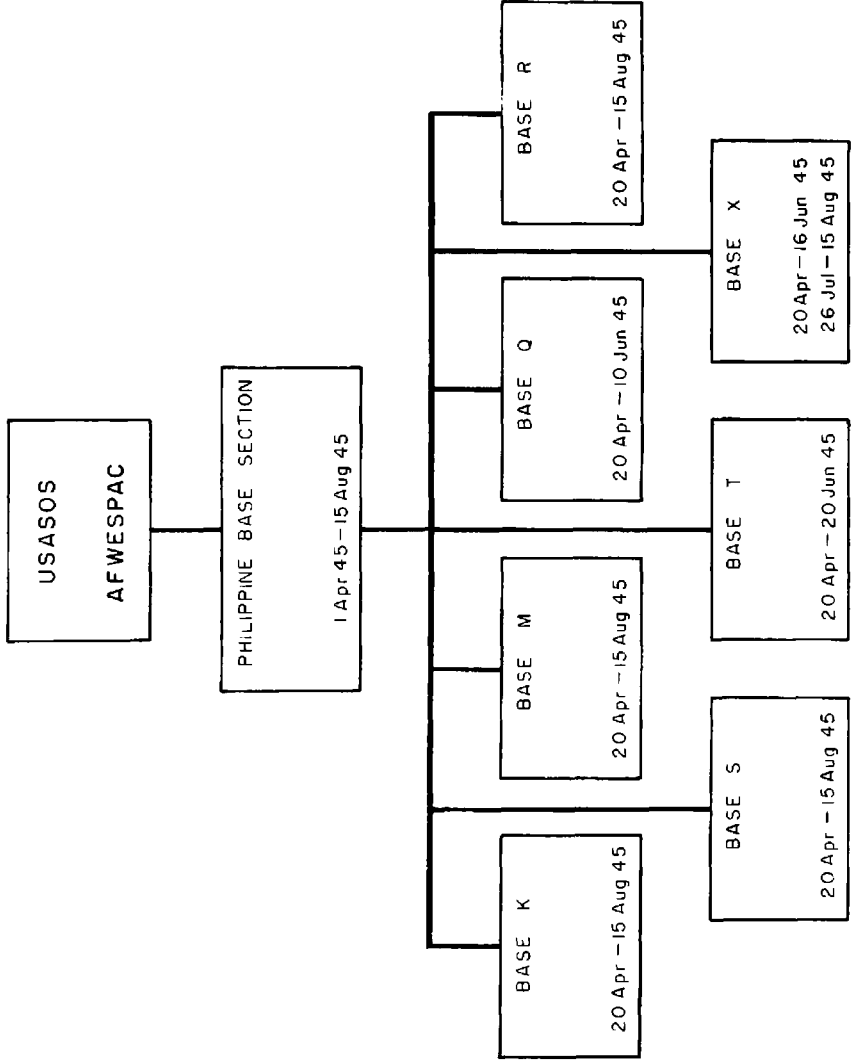 USASOS
AFWESPAC
PHILIPPINE BASE SECTION
1 Apr 45-15 Aug 45
BASE K
20 Apr-15 Aug 45
BASE M
20 Apr-15 Aug 45
BASE Q
20 Apr-10 Jun 45
BASE R
20 Apr-15 Aug 45
BASE S
20 Apr-15 Aug 45
BASE T
20 Apr-20 Jun 45
BASE X
20 Apr-16 Jun 45
26 Jul-15 Aug 45